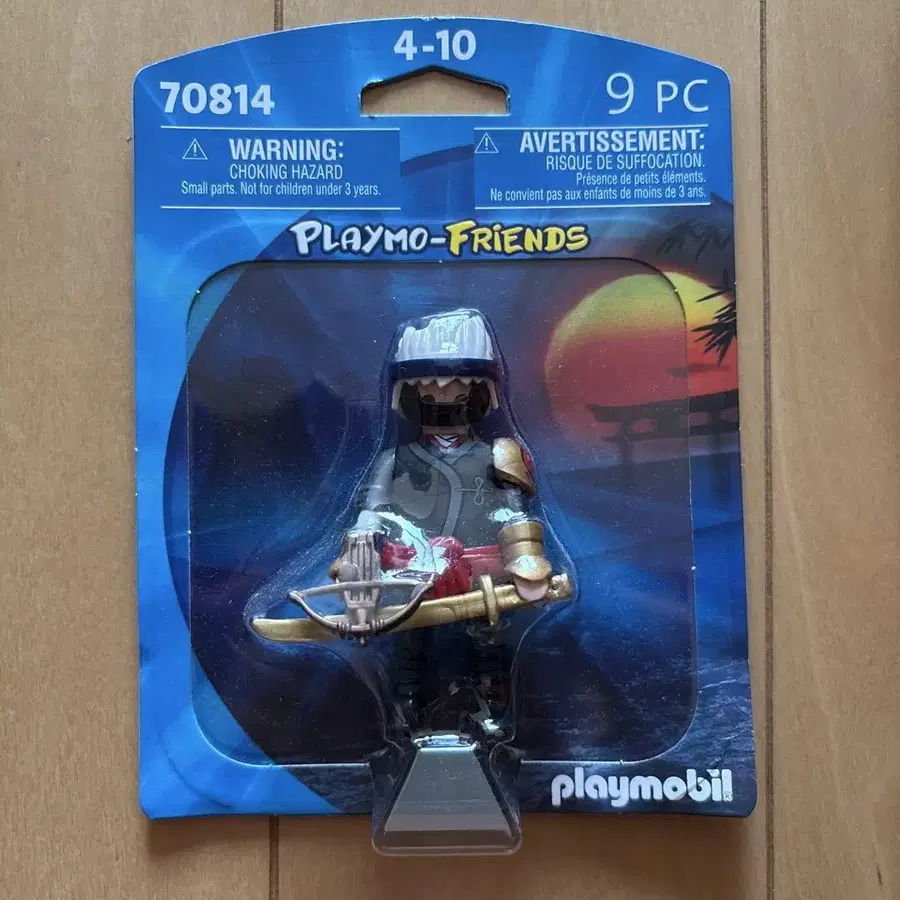 4-10
70814
9 PC
WARNING:
CHOKING HAZARD
Small parts. Not for children under 3 years.
AVERTISSEMENT:
RISQUE DE SUFFOCATION.
Présence de petits éléments.
Ne convient pas aux enfants de moins de 3 ans.
PLAYMO-FRIENDS
playmobil®